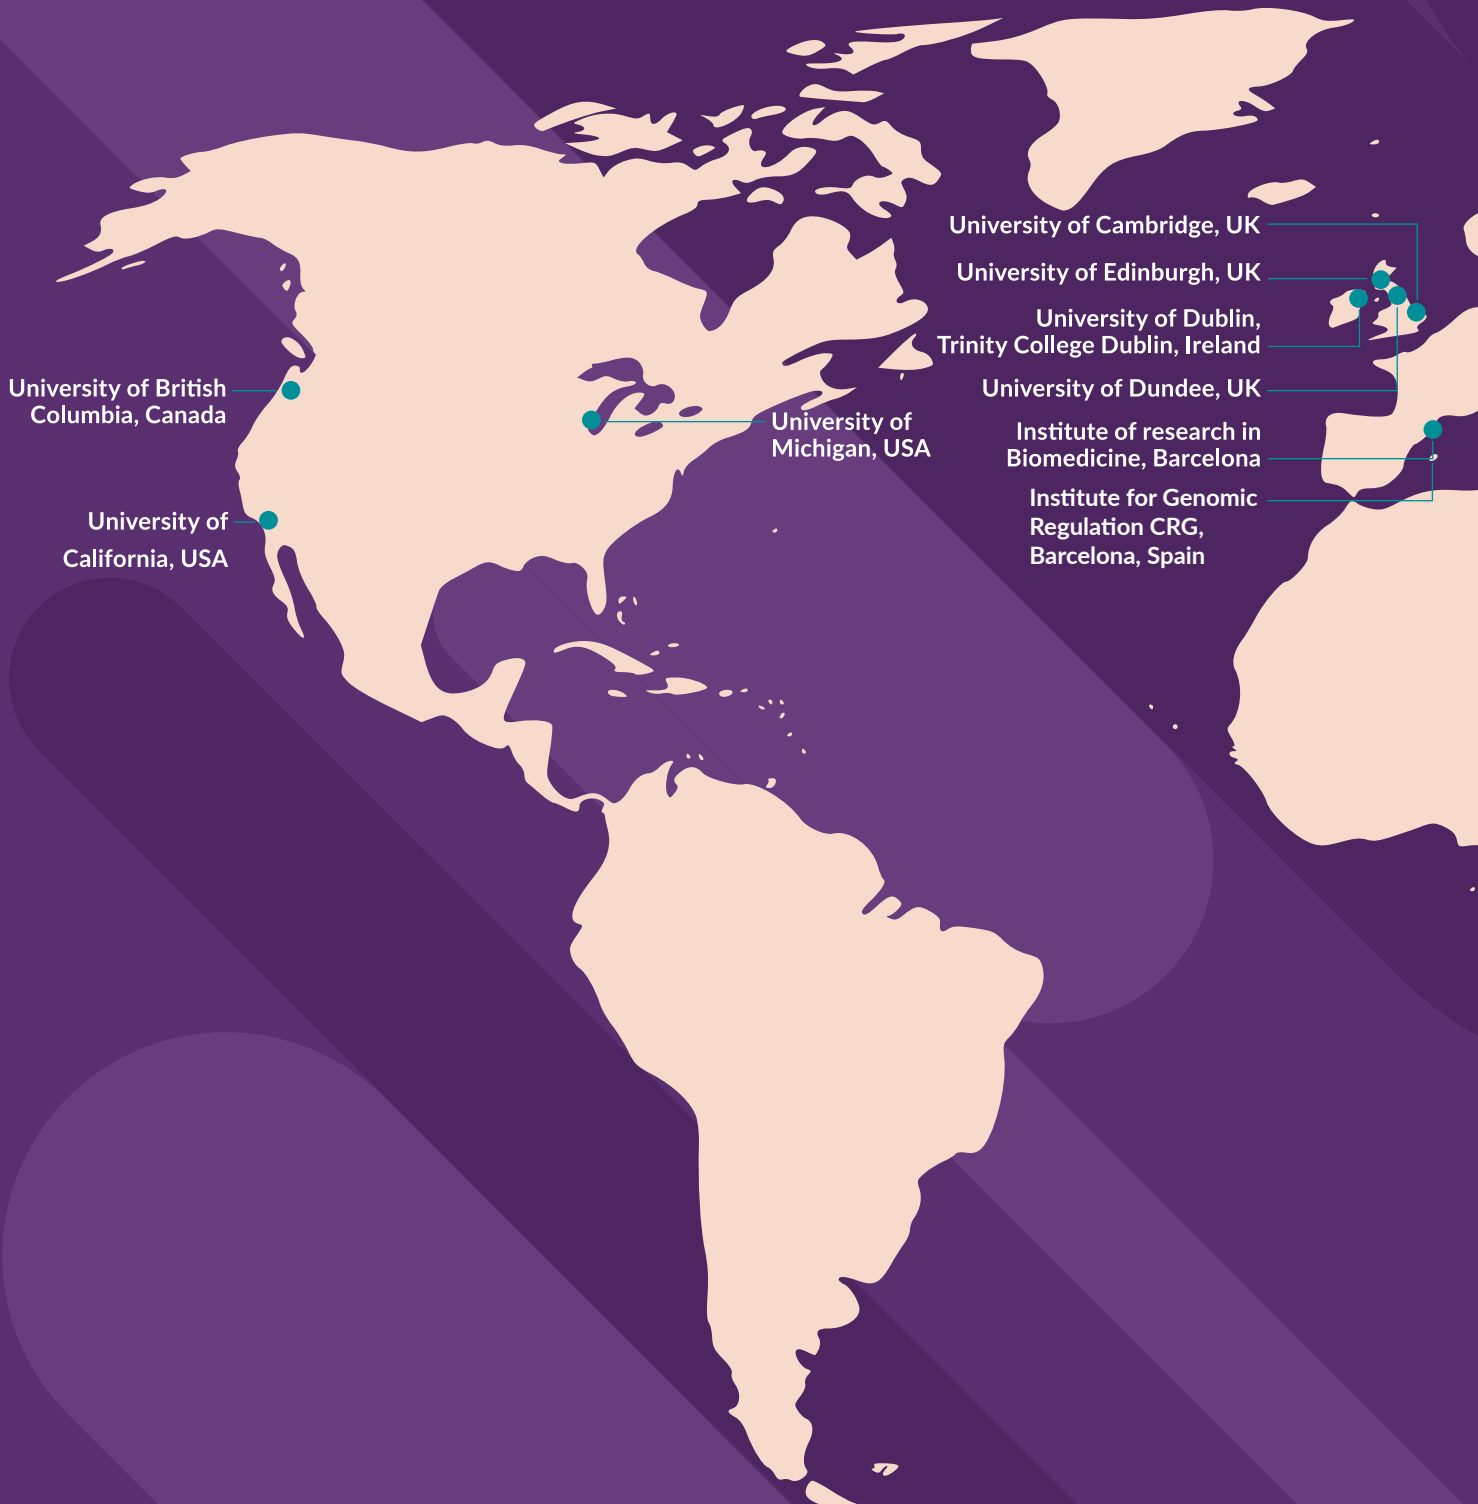 University of Cambridge, UK
University of Edinburgh, UK
University of Dublin,
Trinity College Dublin, Ireland
University of Dundee, UK
University of British
Columbia, Canada
University of
Michigan, USA
Institute of research in
Biomedicine, Barcelona
Institute for Genomic
Regulation CRG,
Barcelona, Spain
University of
California, USA